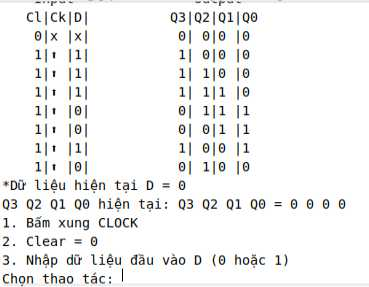 Input Output
Cl|Ck|D| Q3|Q2|Q1|Q0
0|x |x| 0| 0|0 |0
1|⬆ |1| 1| 0|0 |0
1|⬆ |1| 1| 1|0 |0
1|⬆ |1| 1| 1|1 |0
1|⬆ |0| 0| 1|1 |1
1|⬆ |0| 0| 0|1 |1
1|⬆ |1| 1| 0|0 |1
1|⬆ |0| 0| 1|0 |0
*Dữ liệu hiện tại D = 0
Q3 Q2 Q1 Q0 hiện tại: Q3 Q2 Q1 Q0 = 0 0 0 0
1. Bấm xung CLOCK
2. Clear = 0
3. Nhập dữ liệu đầu vào D (0 hoặc 1)
Chọn thao tác: